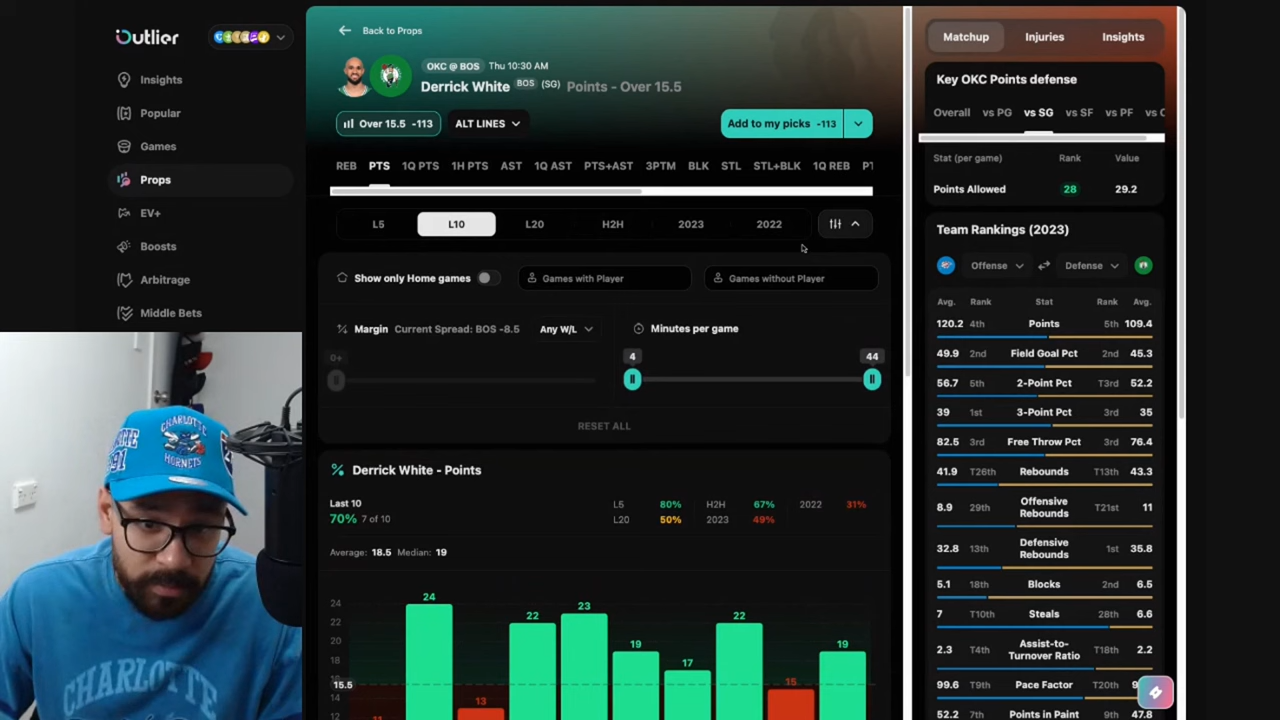 Outlier
Insights
Popular
Games
Props
EV+
Boosts
Arbitrage
Middle Bets
Back to Props
OKC @ BOS Thu 10:30 AM
Derrick White BOS (SG) Points - Over 15.5
Over 15.5 -113 ALT LINES
Add to my picks -113
REB PTS 1Q PTS 1H PTS AST 1Q AST PTS+AST 3PTM BLK STL STL+BLK 1Q REB
L5 L10 L20 H2H 2023 2022
Show only Home games Games with Player Games without Player
Margin Current Spread: BOS -8.5 Any W/L Minutes per game
0+ 4 44
RESET ALL
Derrick White - Points
Last 10
70% 7 of 10
L5 80% H2H 67% 2022 31%
L20 50% 2023 49%
Average: 18.5 Median: 19
24
22
20
18
15.5
14
12
11 24 13 22 23 19 17 22 15 19
Matchup Injuries Insights
Key OKC Points defense
Overall vs PG vs SG vs SF vs PF vs C
Stat (per game) Rank Value
Points Allowed 28 29.2
Team Rankings (2023)
Offense Defense
Avg. Rank Stat Rank Avg.
120.2 4th Points 5th 109.4
49.9 2nd Field Goal Pct 2nd 45.3
56.7 5th 2-Point Pct T3rd 52.2
39 1st 3-Point Pct 3rd 35
82.5 3rd Free Throw Pct 3rd 76.4
41.9 T26th Rebounds T13th 43.3
8.9 29th Offensive Rebounds T21st 11
32.8 13th Defensive Rebounds 1st 35.8
5.1 18th Blocks 2nd 6.5
7 T10th Steals 28th 6.6
2.3 T4th Assist-to-Turnover Ratio T18th 2.2
99.6 T9th Pace Factor T20th
52.2 7th Points in Paint 9th 47.8
CHARLOTTE
HORNETS
CHARLOTTE